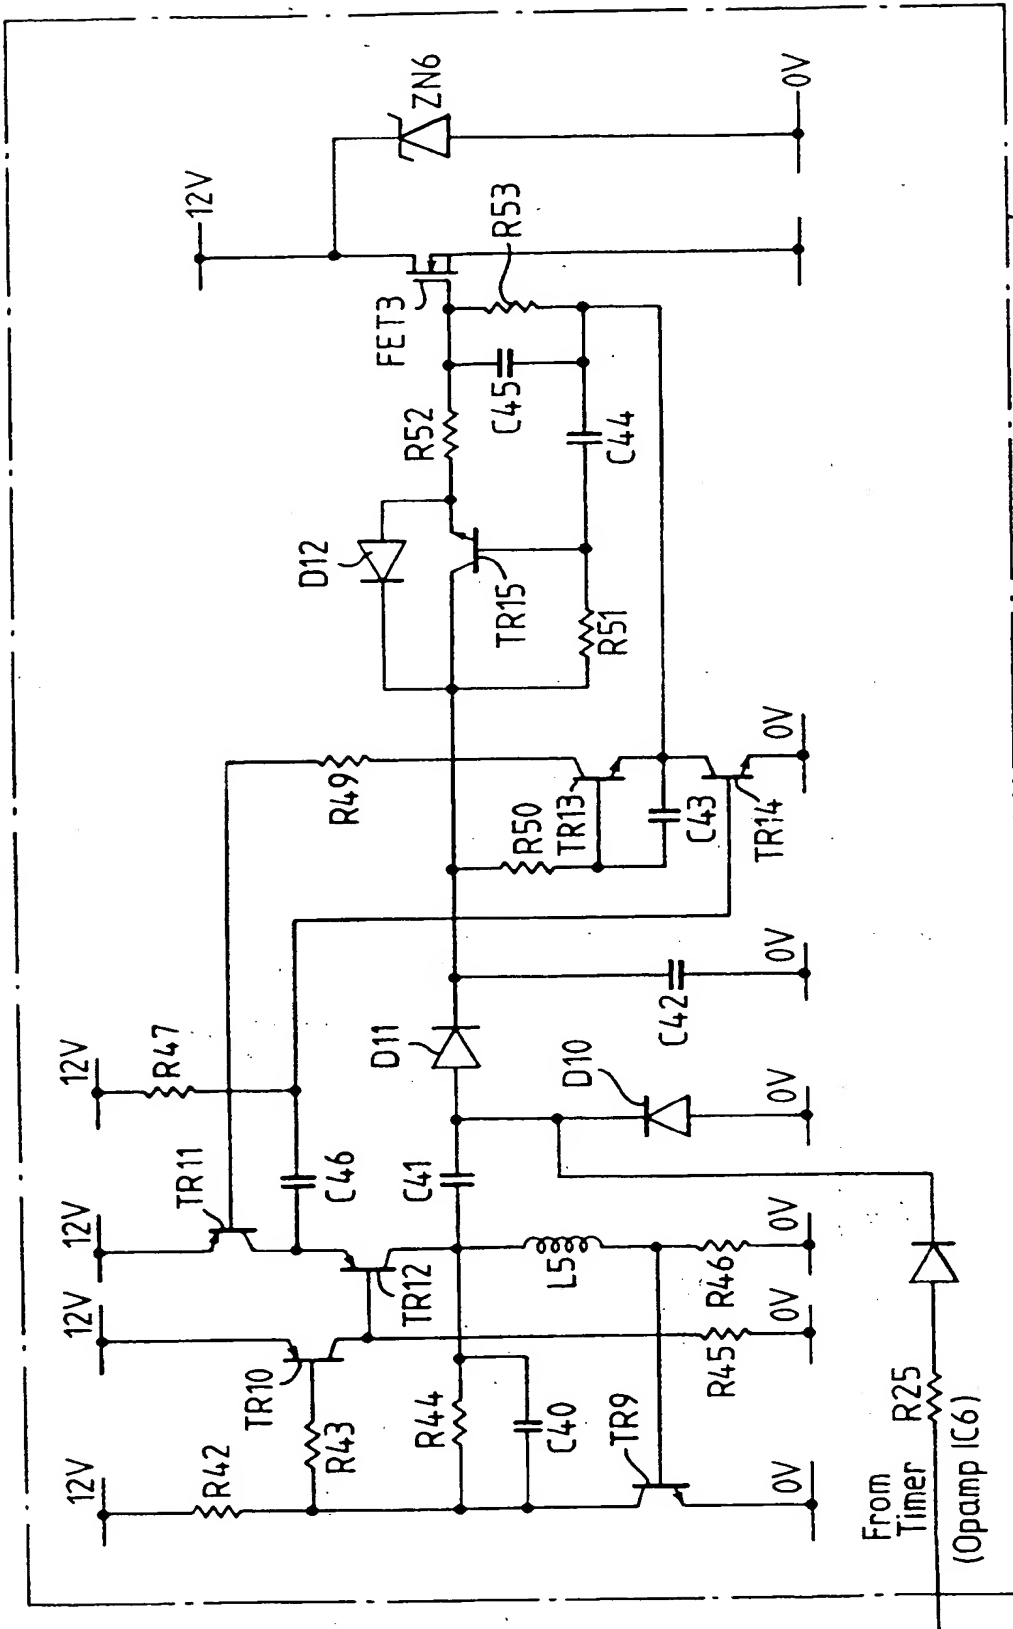 12V
12V
12V
12V
12V
R42
TR10
R43
TR11
R47
C46
TR12
R49
D12
FET3
ZN6
R44
C40
C41
D11
R52
C45
R53
TR15
R50
TR13
R51
C44
L5
D10
C42
C43
TR9
R45
R46
TR14
0V
0V
0V
0V
0V
0V
0V
From
Timer
R25
(Opamp IC6)